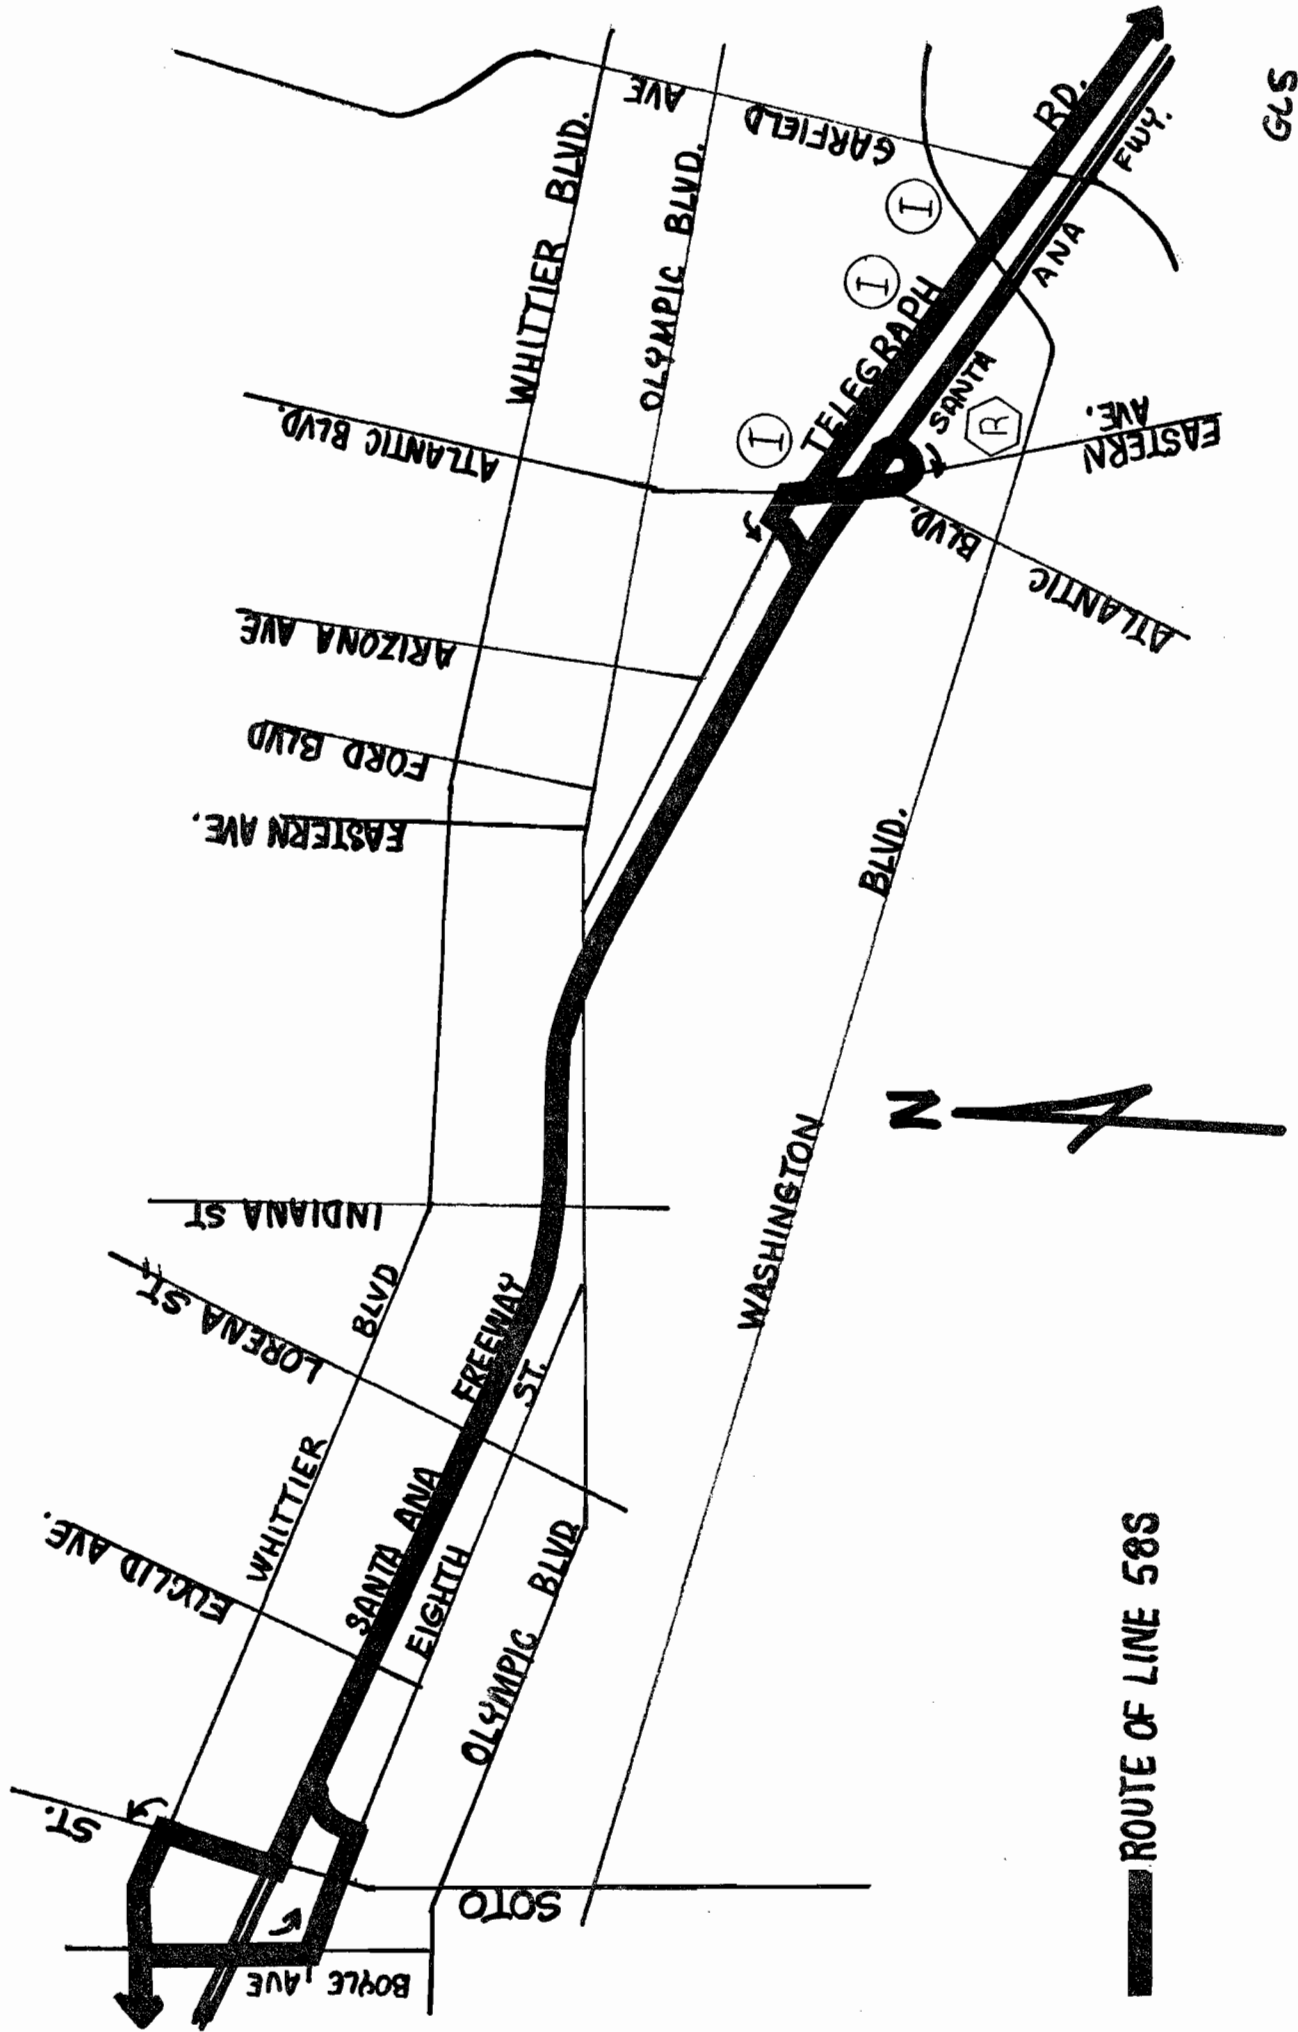 ST.
EUCLID AVE.
LORENA ST.
INDIANA ST
EASTERN AVE.
FORD BLVD
ARIZONA AVE
ATLANTIC BLVD.
WHITTIER BLVD
WHITTIER BLVD.
OLYMPIC BLVD.
GARFIELD AVE
SANTA ANA FREEWAY
EIGHTH ST.
OLYMPIC BLVD.
BOYLE AVE
SOTO
WASHINGTON BLVD.
I
I
I
TELEGRAPH RD.
SANTA ANA FWY.
R
EASTERN AVE.
ATLANTIC BLVD.
N
ROUTE OF LINE 58S
GLS